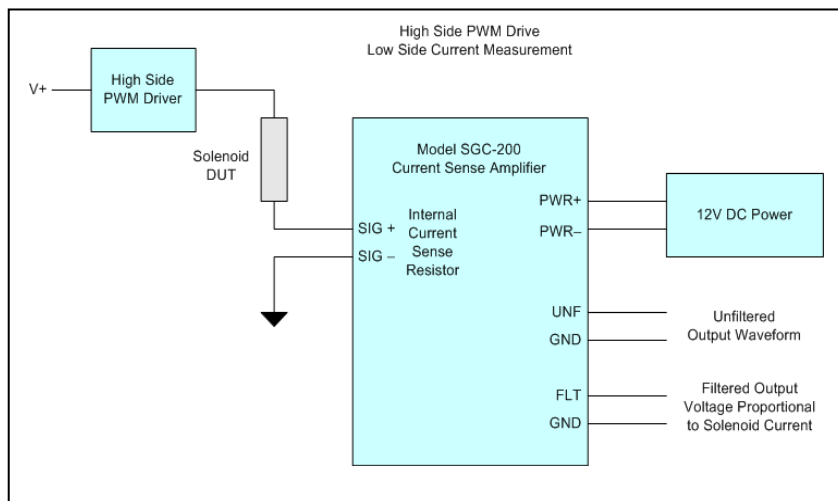 High Side PWM Drive
Low Side Current Measurement
V+
High Side
PWM Driver
Solenoid
DUT
Model SGC-200
Current Sense Amplifier
SIG +
SIG –
Internal
Current
Sense
Resistor
PWR+
PWR–
12V DC Power
UNF
GND
Unfiltered
Output Waveform
FLT
GND
Filtered Output
Voltage Proportional
to Solenoid Current